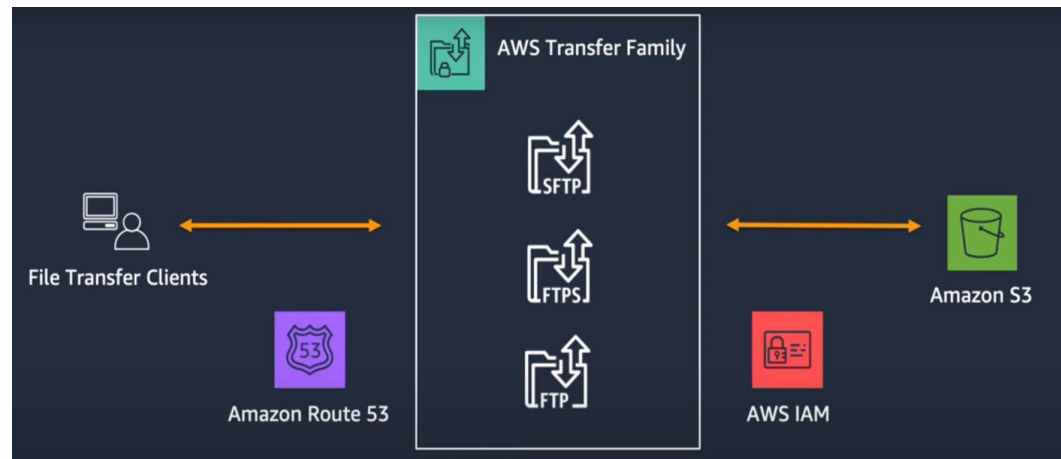 AWS Transfer Family
SFTP
File Transfer Clients
FTPS
Amazon S3
53
Amazon Route 53
FTP
AWS IAM